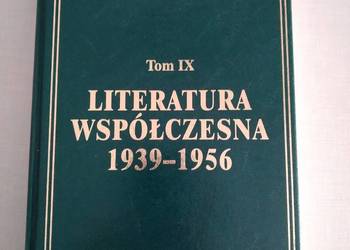 Tom IX
LITERATURA
WSPÓŁCZESNA
1939–1956